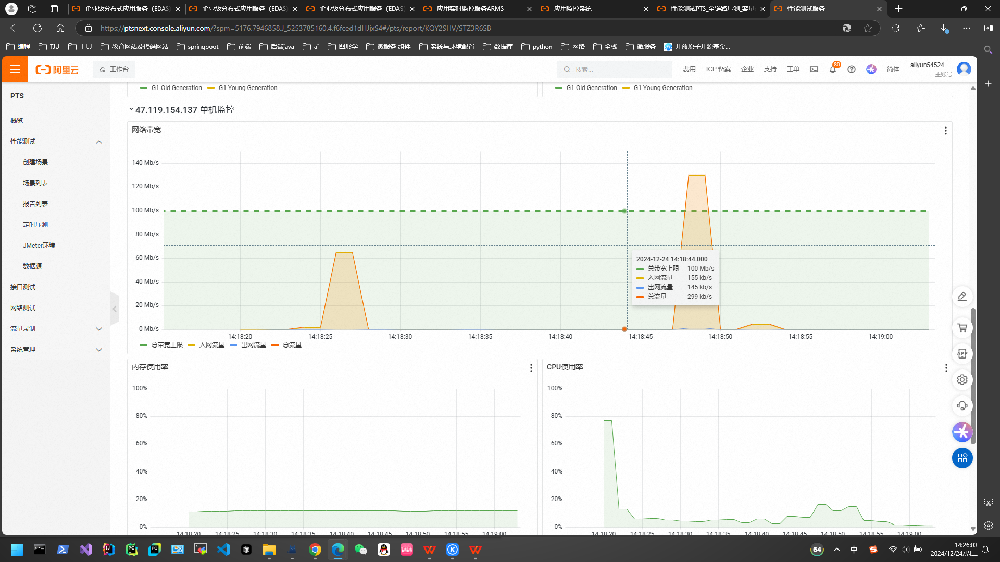 企业级分布式应用服务（EDAS
企业级分布式应用服务（EDAS
企业级分布式应用服务（EDAS
应用实时监控服务ARMS
应用监控系统
性能测试PTS_全链路压测_容量
性能测试服务
https://ptsnext.console.aliyun.com/?spm=5176.7946858.J_5253785160.4.f6fced1dHJjxS4#/pts/report/KQY2SHV/STZ3R6SB
编程 TJU 工具 教育网站及代码网站 springboot 前端 后端java ai 图形学 微服务 组件 系统与环境配置 数据库 python 网络 全栈 微服务 开放原子开源基金...
阿里云 工作台 搜索... 费用 ICP 备案 企业 支持 工单 80 简体 aliyun54524...
主账号
PTS
概览
性能测试
创建场景
场景列表
报告列表
定时压测
JMeter环境
数据源
接口测试
网络测试
流量录制
系统管理
G1 Old Generation G1 Young Generation
G1 Old Generation G1 Young Generation
47.119.154.137 单机监控
网络带宽
140 Mb/s
120 Mb/s
100 Mb/s
80 Mb/s
60 Mb/s
40 Mb/s
20 Mb/s
0 Mb/s
14:18:20 14:18:25 14:18:30 14:18:35 14:18:40 14:18:45 14:18:50 14:18:55 14:19:00
总带宽上限 入网流量 出网流量 总流量
2024-12-24 14:18:44.000
总带宽上限 100 Mb/s
入网流量 155 kb/s
出网流量 145 kb/s
总流量 299 kb/s
内存使用率
100%
80%
60%
40%
20%
0%
14:18:20 14:18:25 14:18:30 14:18:35 14:18:40 14:18:45 14:18:50 14:18:55 14:19:00
CPU使用率
100%
80%
60%
40%
20%
0%
14:18:20 14:18:25 14:18:30 14:18:35 14:18:40 14:18:45 14:18:50 14:18:55 14:19:00
APP
64
中
14:26:03
2024/12/24/周二